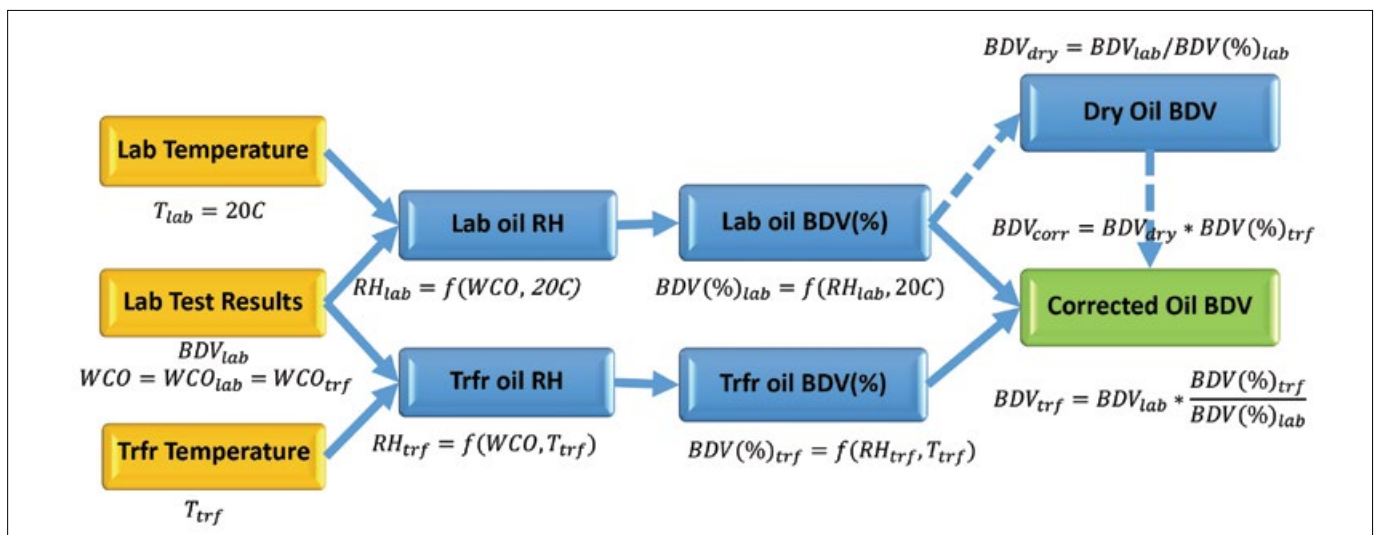 BDV_dry = BDV_lab/BDV(%)_lab
Dry Oil BDV
Lab Temperature
T_lab = 20C
Lab oil RH
RH_lab = f(WCO, 20C)
Lab oil BDV(%)
BDV(%)_lab = f(RH_lab, 20C)
BDV_corr = BDV_dry * BDV(%)_trf
Lab Test Results
BDV_lab
WCO = WCO_lab = WCO_trf
Corrected Oil BDV
BDV_trf = BDV_lab * BDV(%)_trf / BDV(%)_lab
Trfr oil RH
RH_trf = f(WCO, T_trf)
Trfr oil BDV(%)
BDV(%)_trf = f(RH_trf, T_trf)
Trfr Temperature
T_trf